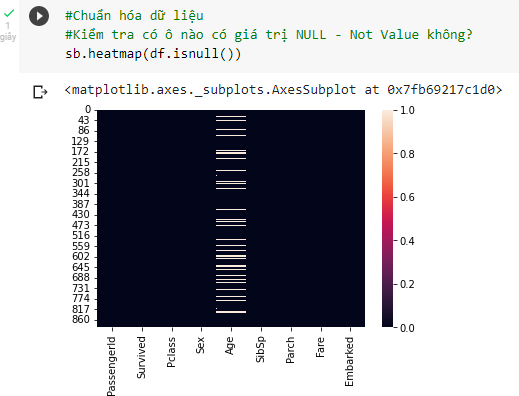 1
giây
#Chuẩn hóa dữ liệu
#Kiểm tra có ô nào có giá trị NULL - Not Value không?
sb.heatmap(df.isnull())
<matplotlib.axes._subplots.AxesSubplot at 0x7fb69217c1d0>
0
43
86
129
172
215
258
301
344
387
430
473
516
559
602
645
688
731
774
817
860
1.0
0.8
0.6
0.4
0.2
0.0
PassengerId
Survived
Pclass
Sex
Age
SibSp
Parch
Fare
Embarked